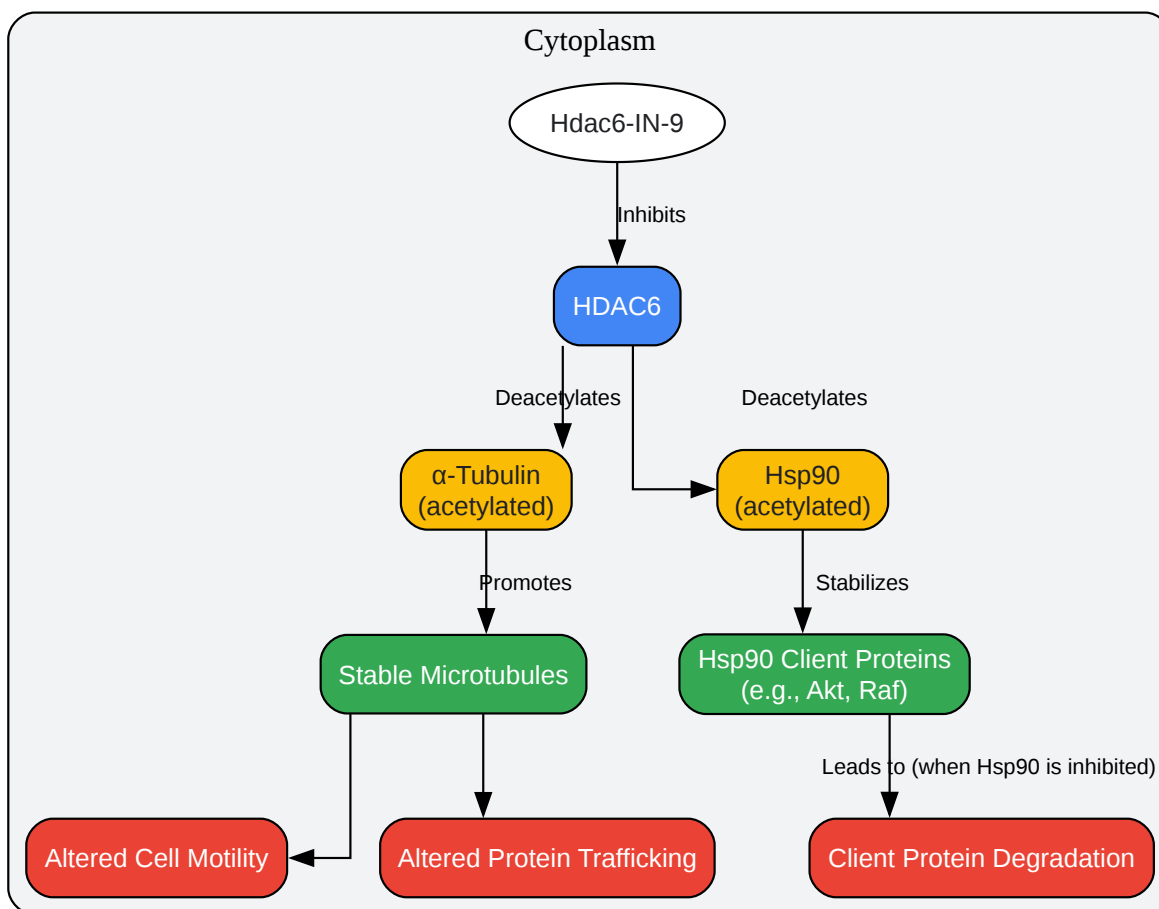 Cytoplasm
Hdac6-IN-9
Inhibits
HDAC6
Deacetylates
Deacetylates
α-Tubulin
(acetylated)
Hsp90
(acetylated)
Promotes
Stabilizes
Stable Microtubules
Hsp90 Client Proteins
(e.g., Akt, Raf)
Leads to (when Hsp90 is inhibited)
Altered Cell Motility
Altered Protein Trafficking
Client Protein Degradation